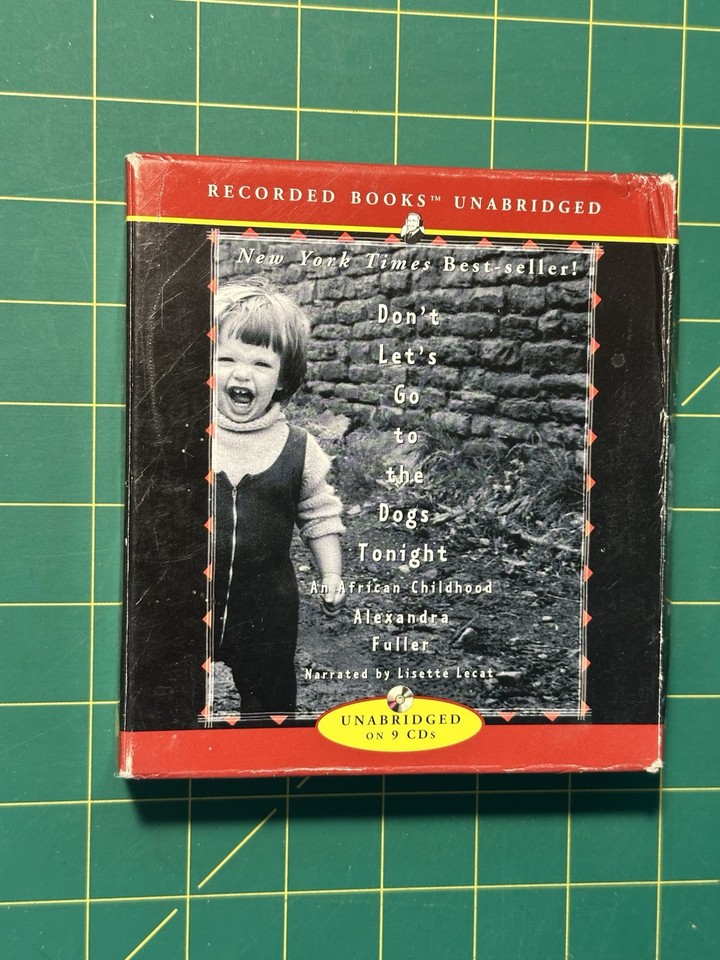 RECORDED BOOKS™ UNABRIDGED
New York Times Best-seller!
Don't
Let's
Go
to
the
Dogs
Tonight
An African Childhood
Alexandra
Fuller
Narrated by Lisette Lecat
UNABRIDGED
ON 9 CDs